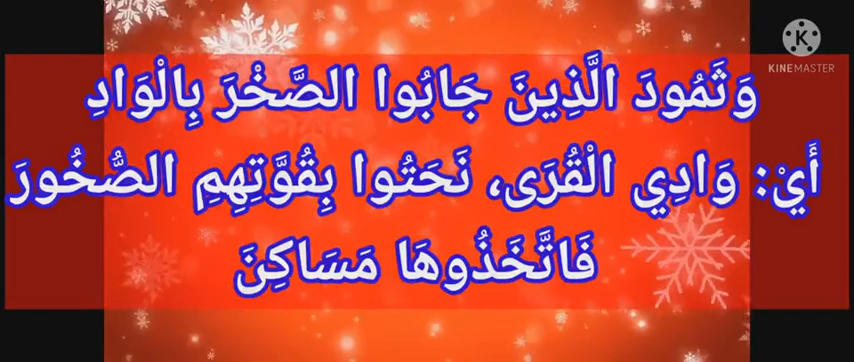 KINEMASTER
وَثَمُودَ الَّذِينَ جَابُوا الصَّخْرَ بِالْوَادِ
أَيْ: وَادِي الْقُرَى، نَحَتُوا بِقُوَّتِهِمِ الصُّخُورَ
فَاتَّخَذُوهَا مَسَاكِنَ